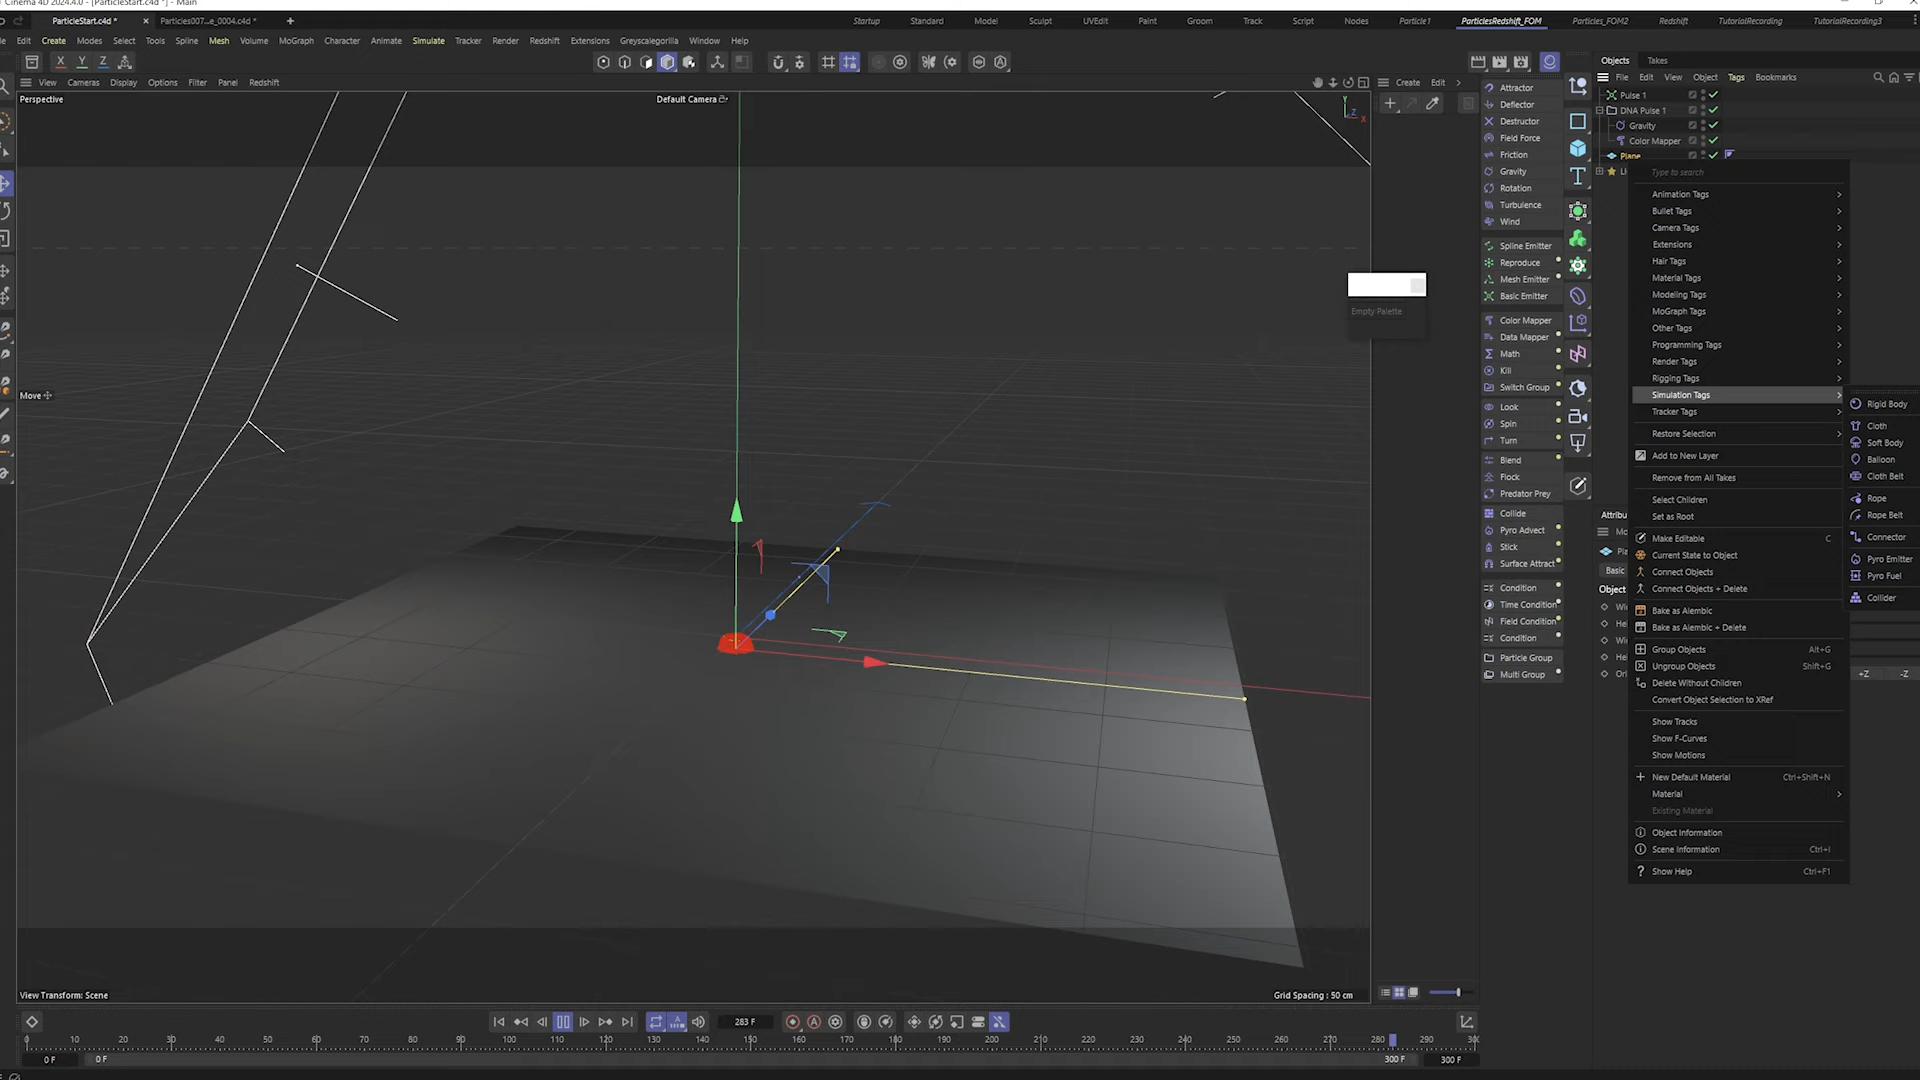 Cinema 4D 2024.4.0 - [ParticleStart.c4d *] - Main
ParticleStart.c4d *
Particles007...e_0004.c4d *
Startup
Standard
Model
Sculpt
UVEdit
Paint
Groom
Track
Script
Nodes
Particle1
ParticlesRedshift_FOM
Particles_FOM2
Redshift
TutorialRecording
TutorialRecording3
Edit
Create
Modes
Select
Tools
Spline
Mesh
Volume
MoGraph
Character
Animate
Simulate
Tracker
Render
Redshift
Extensions
Greyscalegorilla
Window
Help
X Y Z
View
Cameras
Display
Options
Filter
Panel
Redshift
Create
Edit
Objects
Takes
File
Edit
View
Object
Tags
Bookmarks
Perspective
Default Camera
Y
Z
X
Attractor
Deflector
Destructor
Field Force
Friction
Gravity
Rotation
Turbulence
Wind
Spline Emitter
Reproduce
Mesh Emitter
Basic Emitter
Color Mapper
Data Mapper
Math
Kill
Switch Group
Look
Spin
Turn
Blend
Flock
Predator Prey
Collide
Pyro Advect
Stick
Surface Attract
Condition
Time Condition
Field Condition
Condition
Particle Group
Multi Group
Empty Palette
Pulse 1
DNA Pulse 1
Gravity
Color Mapper
Plane
Type to search
Animation Tags
Bullet Tags
Camera Tags
Extensions
Hair Tags
Material Tags
Modeling Tags
MoGraph Tags
Other Tags
Programming Tags
Render Tags
Rigging Tags
Simulation Tags
Tracker Tags
Restore Selection
Add to New Layer
Remove from All Takes
Select Children
Set as Root
Make Editable C
Current State to Object
Connect Objects
Connect Objects + Delete
Bake as Alembic
Bake as Alembic + Delete
Group Objects Alt+G
Ungroup Objects Shift+G
Delete Without Children
Convert Object Selection to XRef
Show Tracks
Show F-Curves
Show Motions
New Default Material Ctrl+Shift+N
Material
Existing Material
Object Information
Scene Information Ctrl+I
Show Help Ctrl+F1
Rigid Body
Cloth
Soft Body
Balloon
Cloth Belt
Rope
Rope Belt
Connector
Pyro Emitter
Pyro Fuel
Collider
Attribu
Mo
Pla
Basic
Object
Wi
He
Wi
He
Ori
+Z -Z
Move
View Transform: Scene
Grid Spacing : 50 cm
283 F
0 10 20 30 40 50 60 70 80 90 100 110 120 130 140 150 160 170 180 190 200 210 220 230 240 250 260 270 280 290 30
0 F
0 F
300 F
300 F